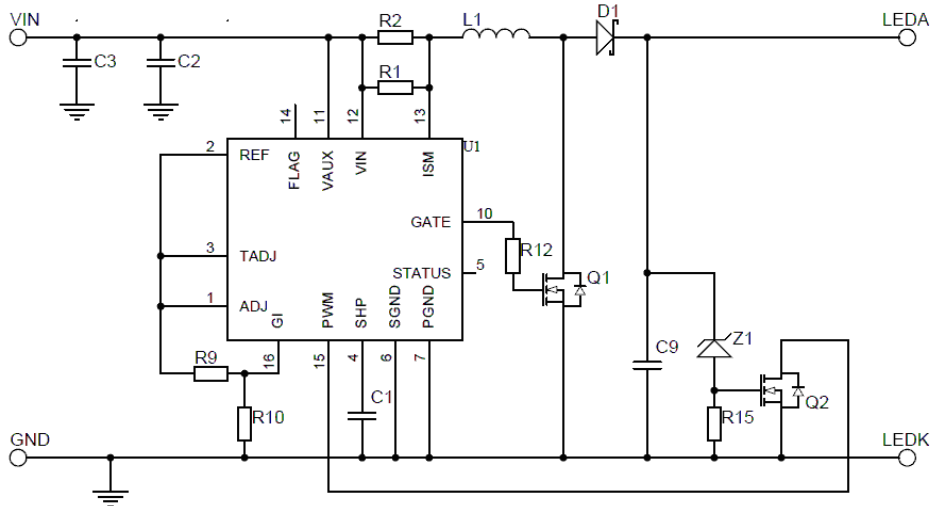 VIN
R2
L1
D1
LEDA
C3
C2
R1
14
11
12
13
U1
2
REF
FLAG
VAUX
VIN
ISM
GATE
10
R12
3
TADJ
STATUS
5
Q1
1
ADJ
GI
PWM
SHP
SGND
PGND
R9
16
15
4
6
7
C9
Z1
C1
R10
R15
Q2
GND
LEDK